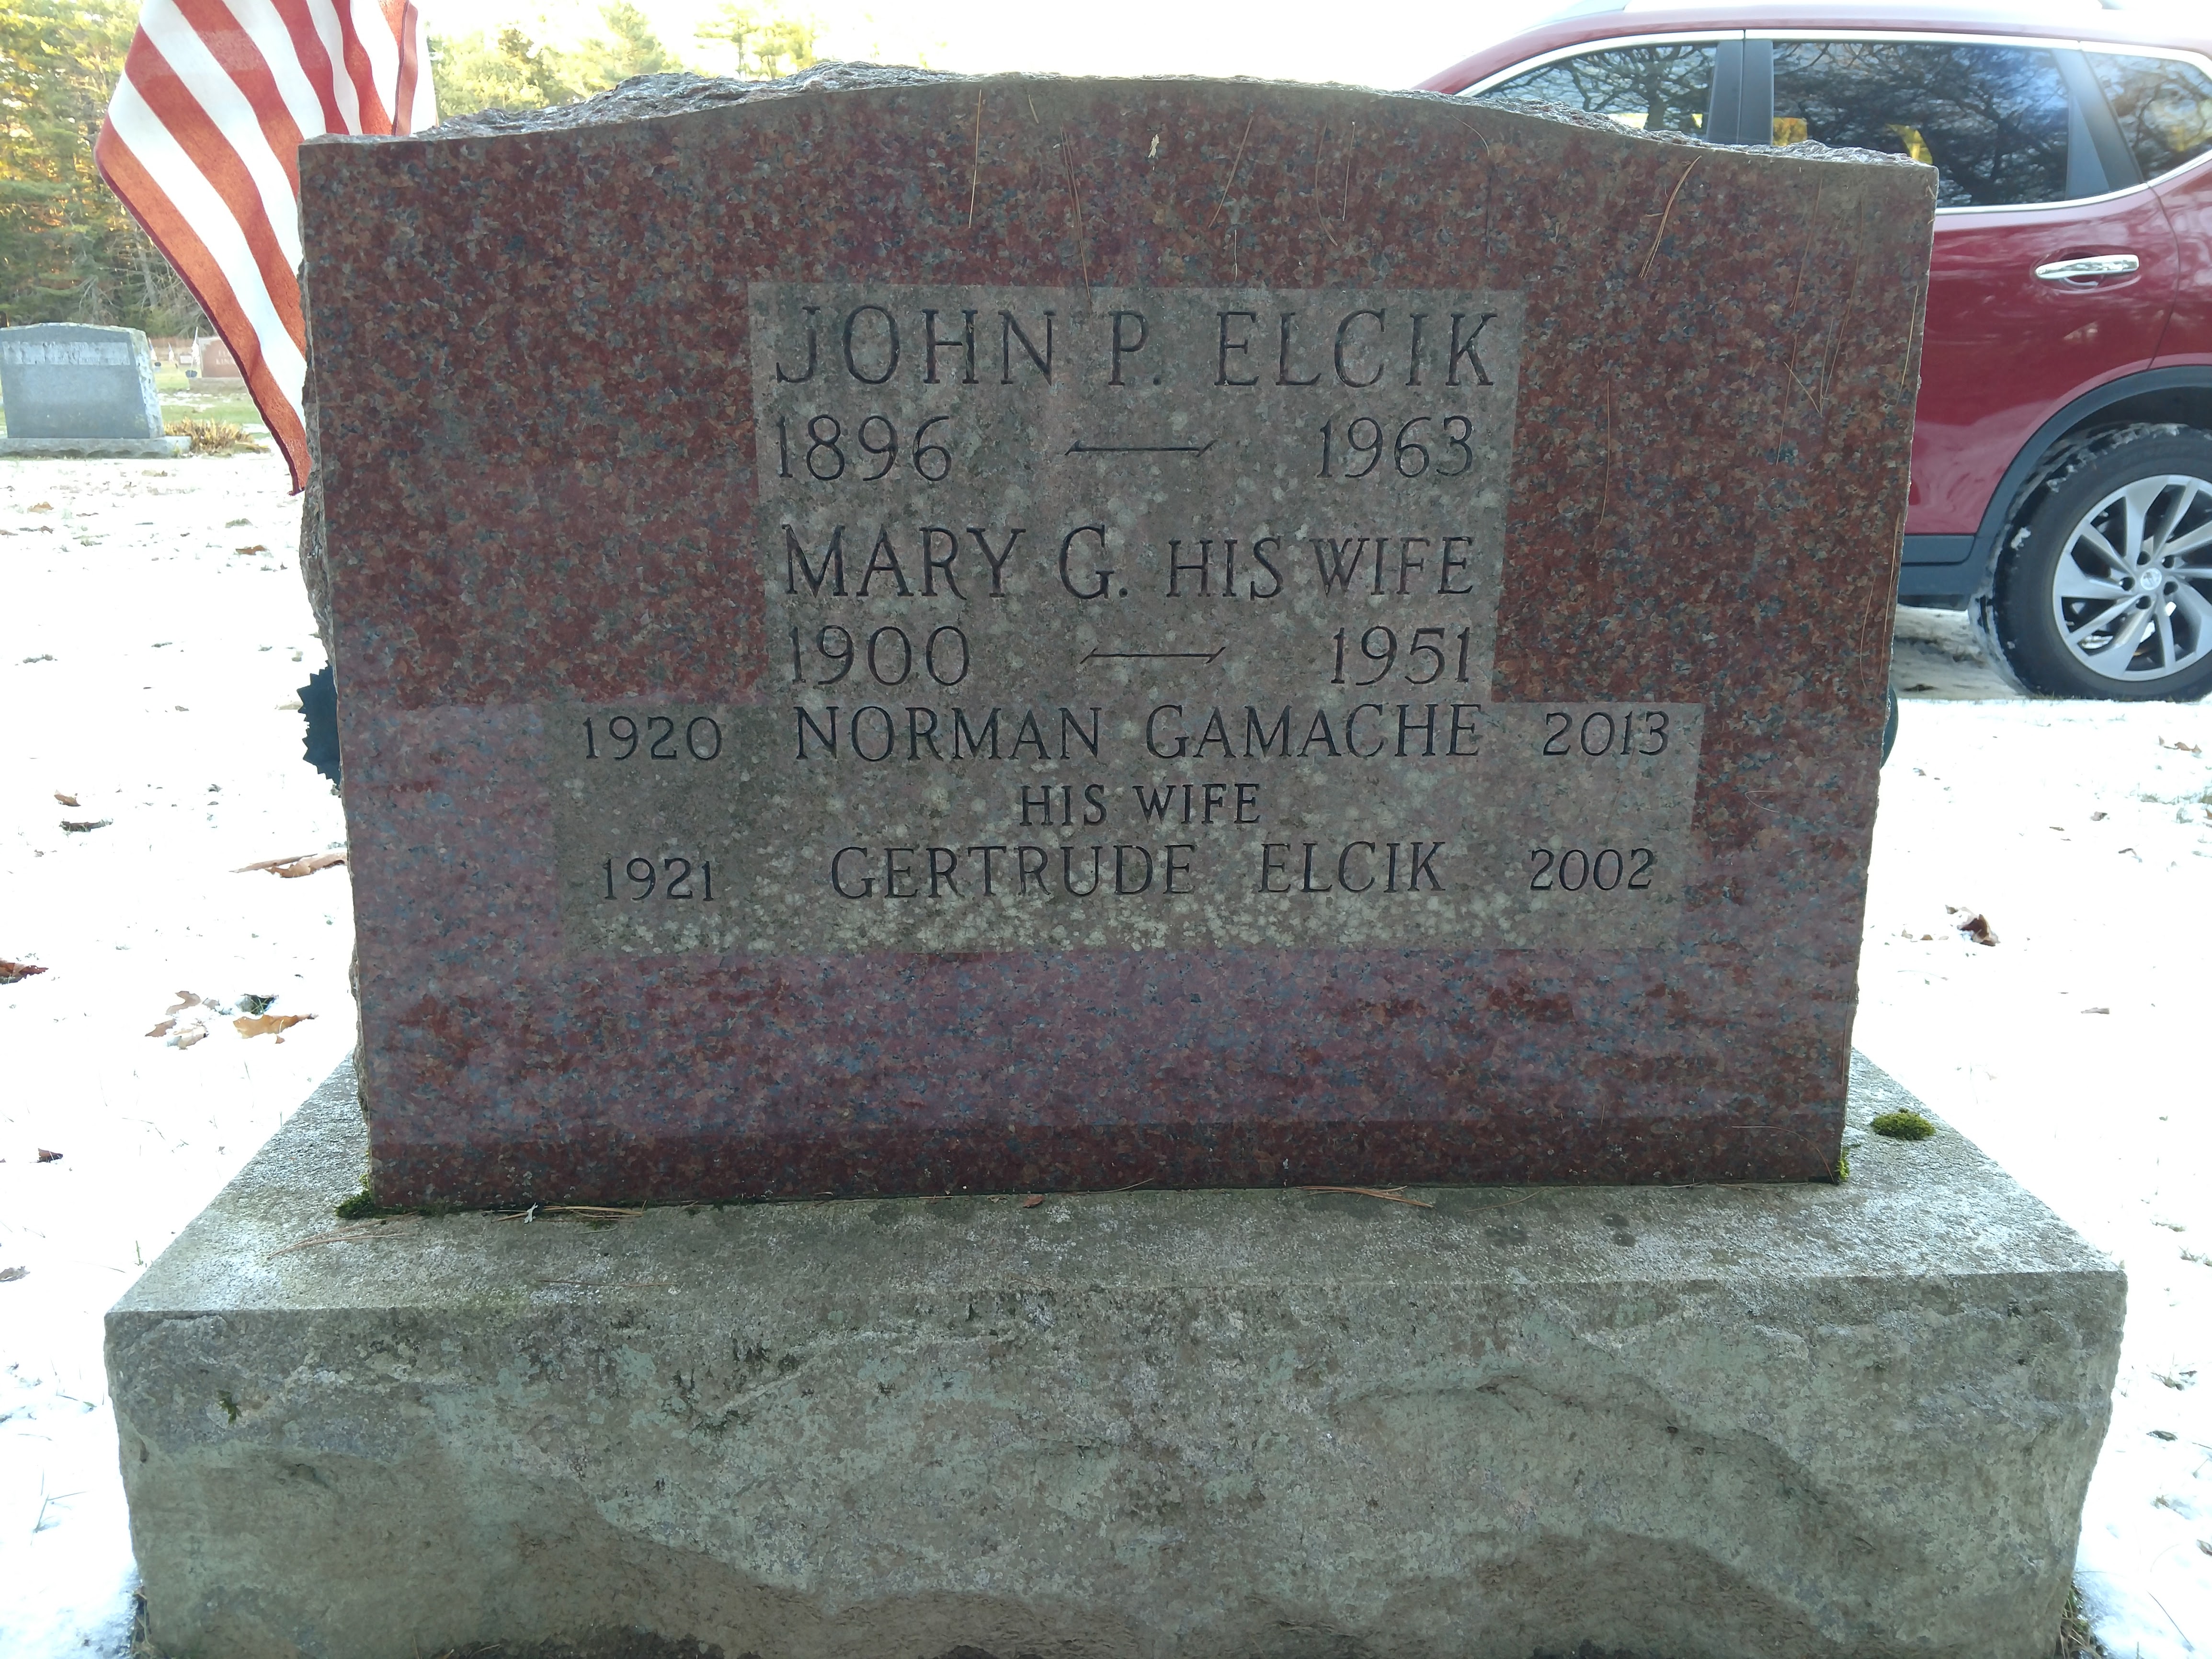 JOHN P. ELCIK
1896 — 1963
MARY G. HIS WIFE
1900 — 1951
1920 NORMAN GAMACHE 2013
HIS WIFE
1921 GERTRUDE ELCIK 2002